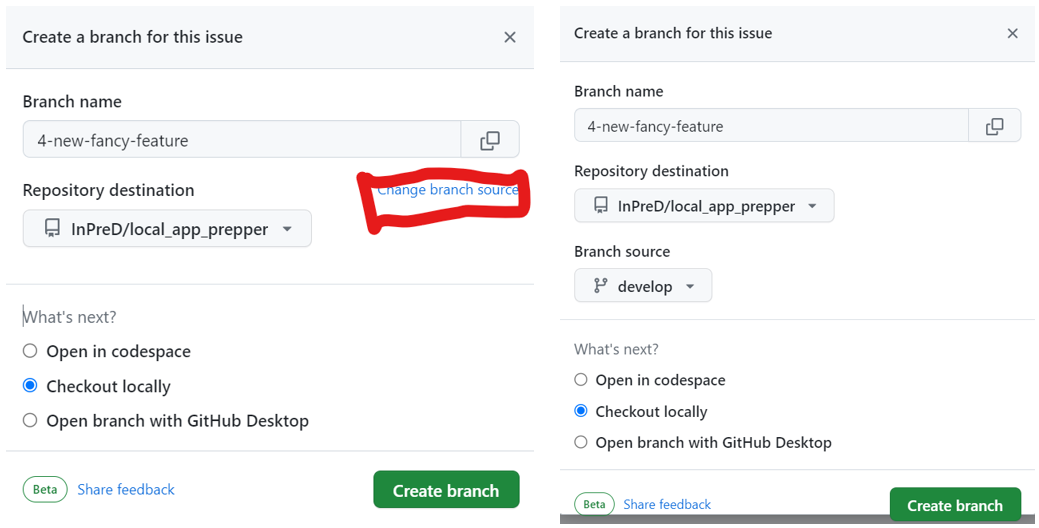 Create a branch for this issue
Branch name
4-new-fancy-feature
Repository destination
Change branch source
InPreD/local_app_prepper
What's next?
Open in codespace
Checkout locally
Open branch with GitHub Desktop
Beta
Share feedback
Create branch
Create a branch for this issue
Branch name
4-new-fancy-feature
Repository destination
InPreD/local_app_prepper
Branch source
develop
What's next?
Open in codespace
Checkout locally
Open branch with GitHub Desktop
Beta
Share feedback
Create branch